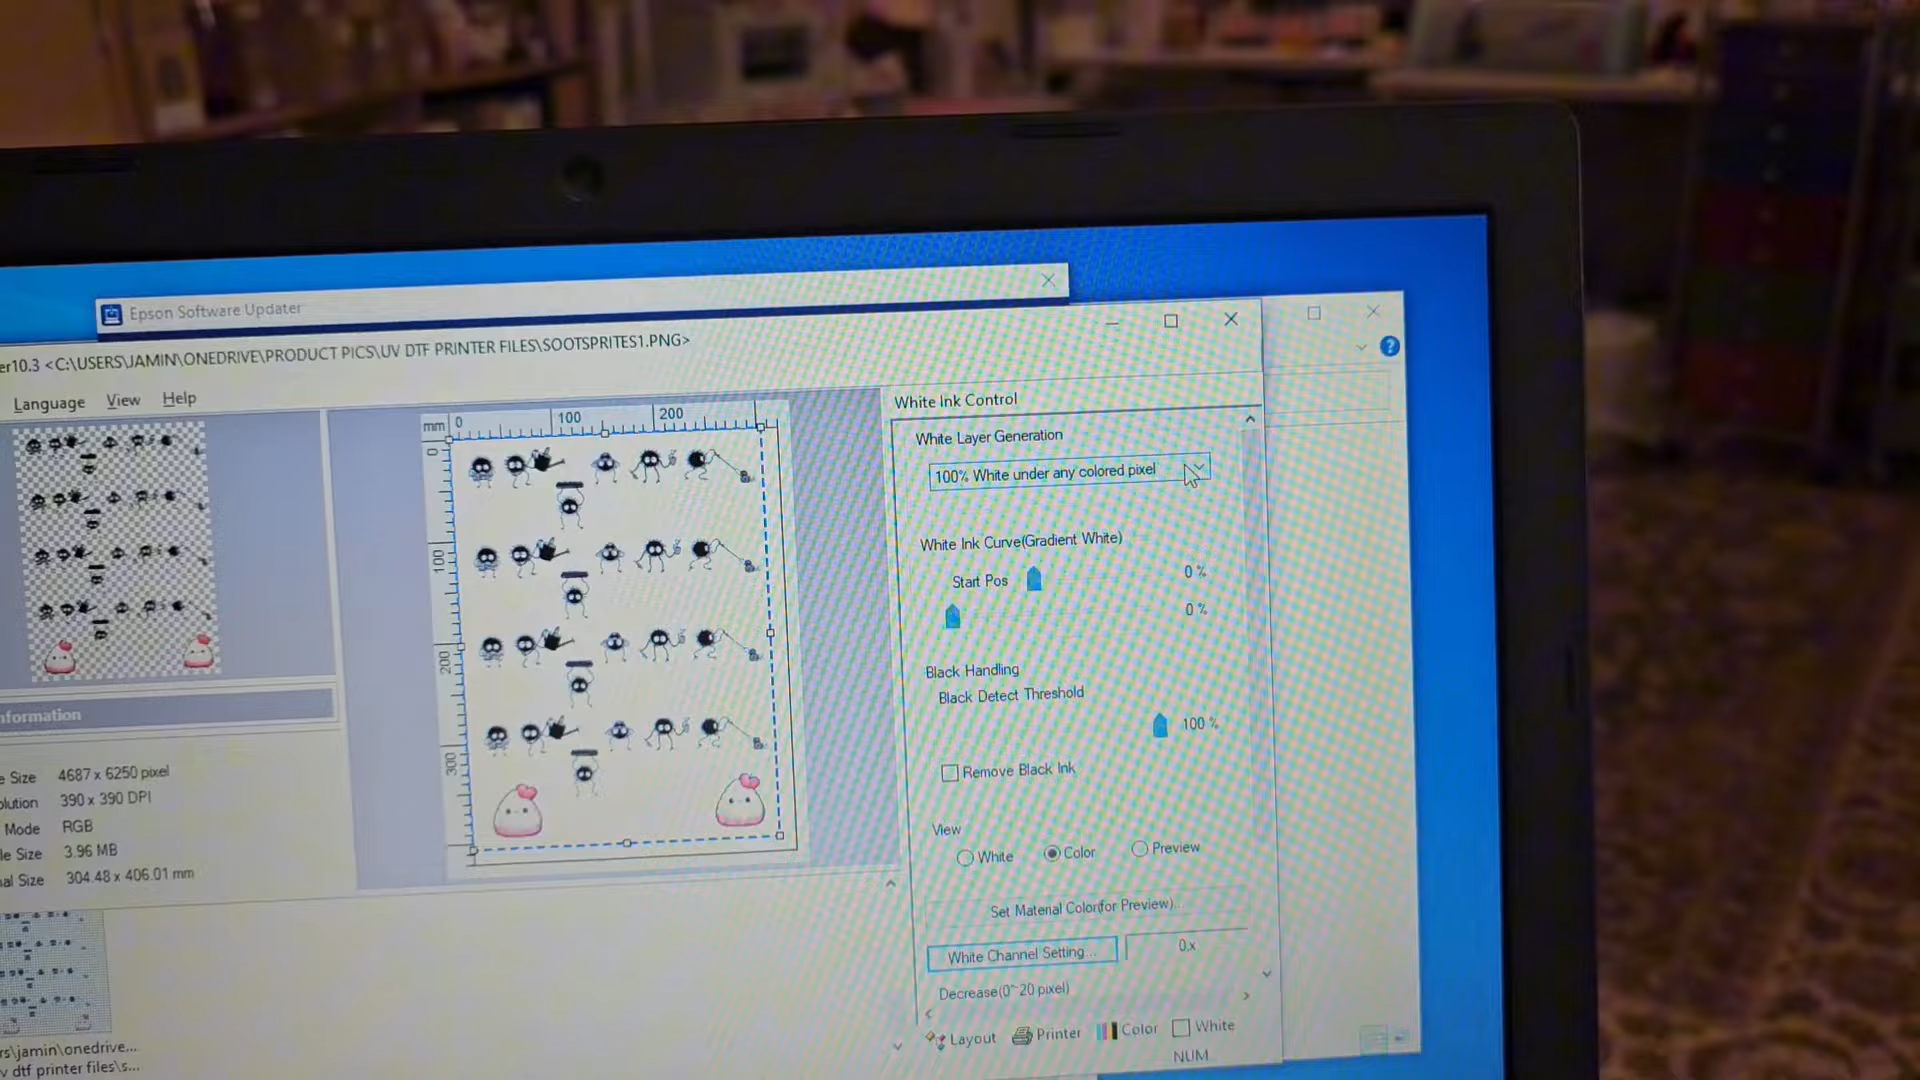 Epson Software Updater
er10.3 <C:\USERS\JAMIN\ONEDRIVE\PRODUCT PICS\UV DTF PRINTER FILES\SOOTSPRITES1.PNG>
Language View Help
mm 0 100 200
0
100
200
300
nformation
e Size 4687 x 6250 pixel
olution 390 x 390 DPI
Mode RGB
le Size 3.96 MB
nal Size 304.48 x 406.01 mm
rs\jamin\onedrive...
v dtf printer files\s...
White Ink Control
White Layer Generation
100% White under any colored pixel
White Ink Curve(Gradient White)
Start Pos 0 %
0 %
Black Handling
Black Detect Threshold
100 %
Remove Black Ink
View
White Color Preview
Set Material Color(for Preview)...
White Channel Setting... 0.x
Decrease(0~20 pixel)
Layout Printer Color White
NUM